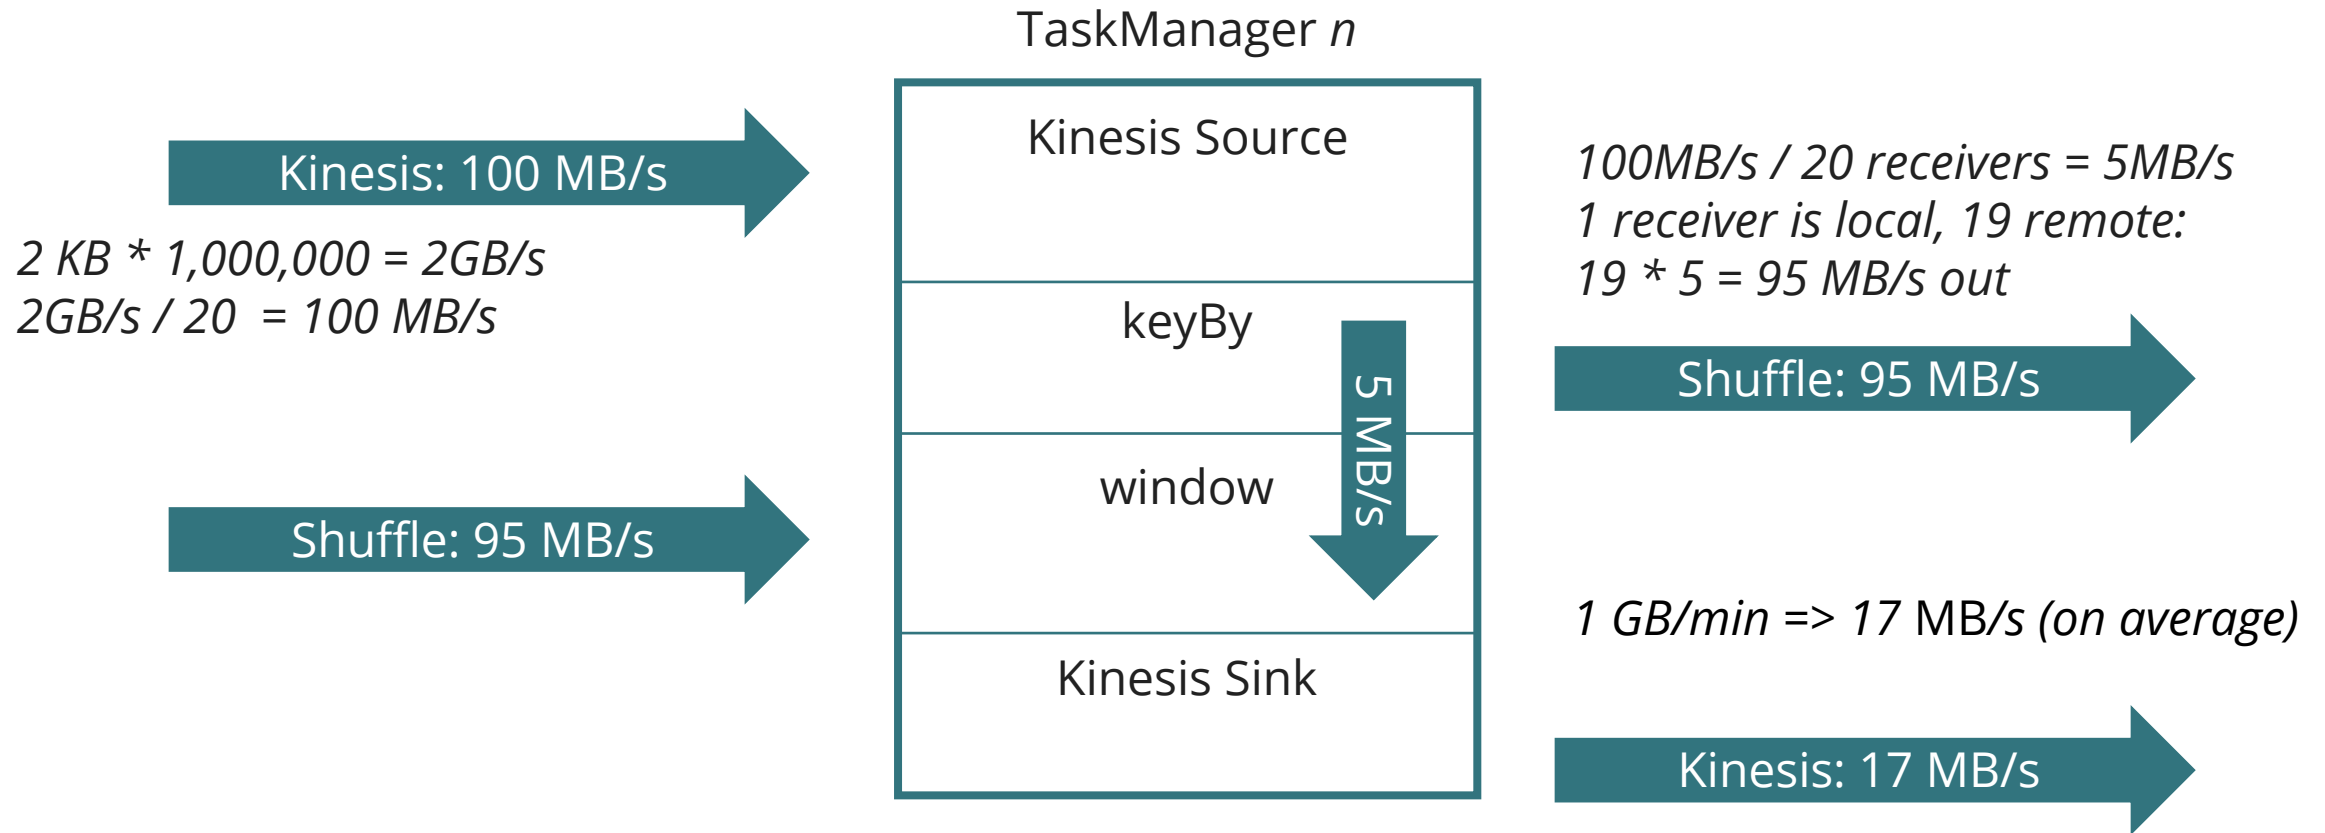 TaskManager n
Kinesis: 100 MB/s
2 KB * 1,000,000 = 2GB/s
2GB/s / 20 = 100 MB/s
Shuffle: 95 MB/s
Kinesis Source
keyBy
window
5 MB/s
Kinesis Sink
100MB/s / 20 receivers = 5MB/s
1 receiver is local, 19 remote:
19 * 5 = 95 MB/s out
Shuffle: 95 MB/s
1 GB/min => 17 MB/s (on average)
Kinesis: 17 MB/s